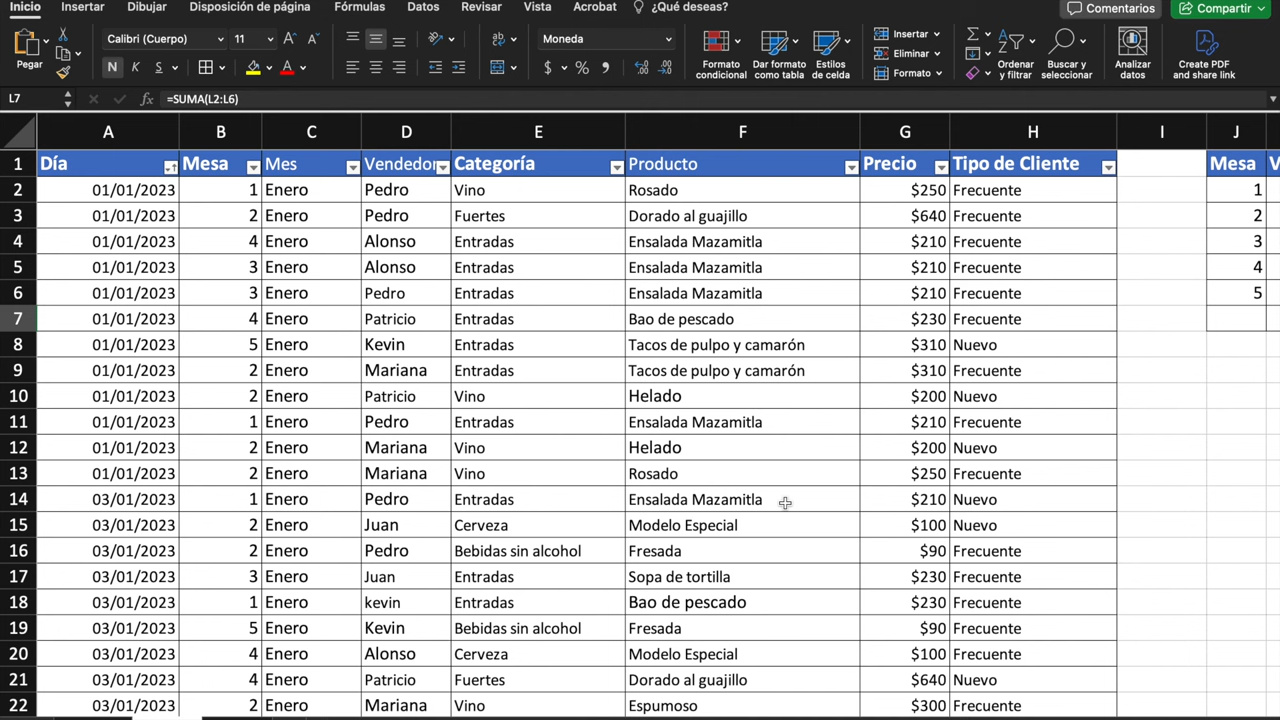 Inicio Insertar Dibujar Disposición de página Fórmulas Datos Revisar Vista Acrobat ¿Qué deseas? Comentarios Compartir
Pegar
Calibri (Cuerpo) 11 Moneda
N K S
$ % 9
Formato condicional
Dar formato como tabla
Estilos de celda
Insertar
Eliminar
Formato
Ordenar y filtrar
Buscar y seleccionar
Analizar datos
Create PDF and share link
L7 fx =SUMA(L2:L6)
A B C D E F G H I J
1 Día Mesa Mes Vendedor Categoría Producto Precio Tipo de Cliente Mesa V
2 01/01/2023 1 Enero Pedro Vino Rosado $250 Frecuente 1
3 01/01/2023 2 Enero Pedro Fuertes Dorado al guajillo $640 Frecuente 2
4 01/01/2023 4 Enero Alonso Entradas Ensalada Mazamitla $210 Frecuente 3
5 01/01/2023 3 Enero Alonso Entradas Ensalada Mazamitla $210 Frecuente 4
6 01/01/2023 3 Enero Pedro Entradas Ensalada Mazamitla $210 Frecuente 5
7 01/01/2023 4 Enero Patricio Entradas Bao de pescado $230 Frecuente
8 01/01/2023 5 Enero Kevin Entradas Tacos de pulpo y camarón $310 Nuevo
9 01/01/2023 2 Enero Mariana Entradas Tacos de pulpo y camarón $310 Frecuente
10 01/01/2023 2 Enero Patricio Vino Helado $200 Nuevo
11 01/01/2023 1 Enero Pedro Entradas Ensalada Mazamitla $210 Frecuente
12 01/01/2023 2 Enero Mariana Vino Helado $200 Nuevo
13 01/01/2023 2 Enero Mariana Vino Rosado $250 Frecuente
14 03/01/2023 1 Enero Pedro Entradas Ensalada Mazamitla $210 Nuevo
15 03/01/2023 2 Enero Juan Cerveza Modelo Especial $100 Nuevo
16 03/01/2023 2 Enero Pedro Bebidas sin alcohol Fresada $90 Frecuente
17 03/01/2023 3 Enero Juan Entradas Sopa de tortilla $230 Frecuente
18 03/01/2023 1 Enero kevin Entradas Bao de pescado $230 Frecuente
19 03/01/2023 5 Enero Kevin Bebidas sin alcohol Fresada $90 Frecuente
20 03/01/2023 4 Enero Alonso Cerveza Modelo Especial $100 Frecuente
21 03/01/2023 4 Enero Patricio Fuertes Dorado al guajillo $640 Nuevo
22 03/01/2023 2 Enero Mariana Vino Espumoso $300 Frecuente